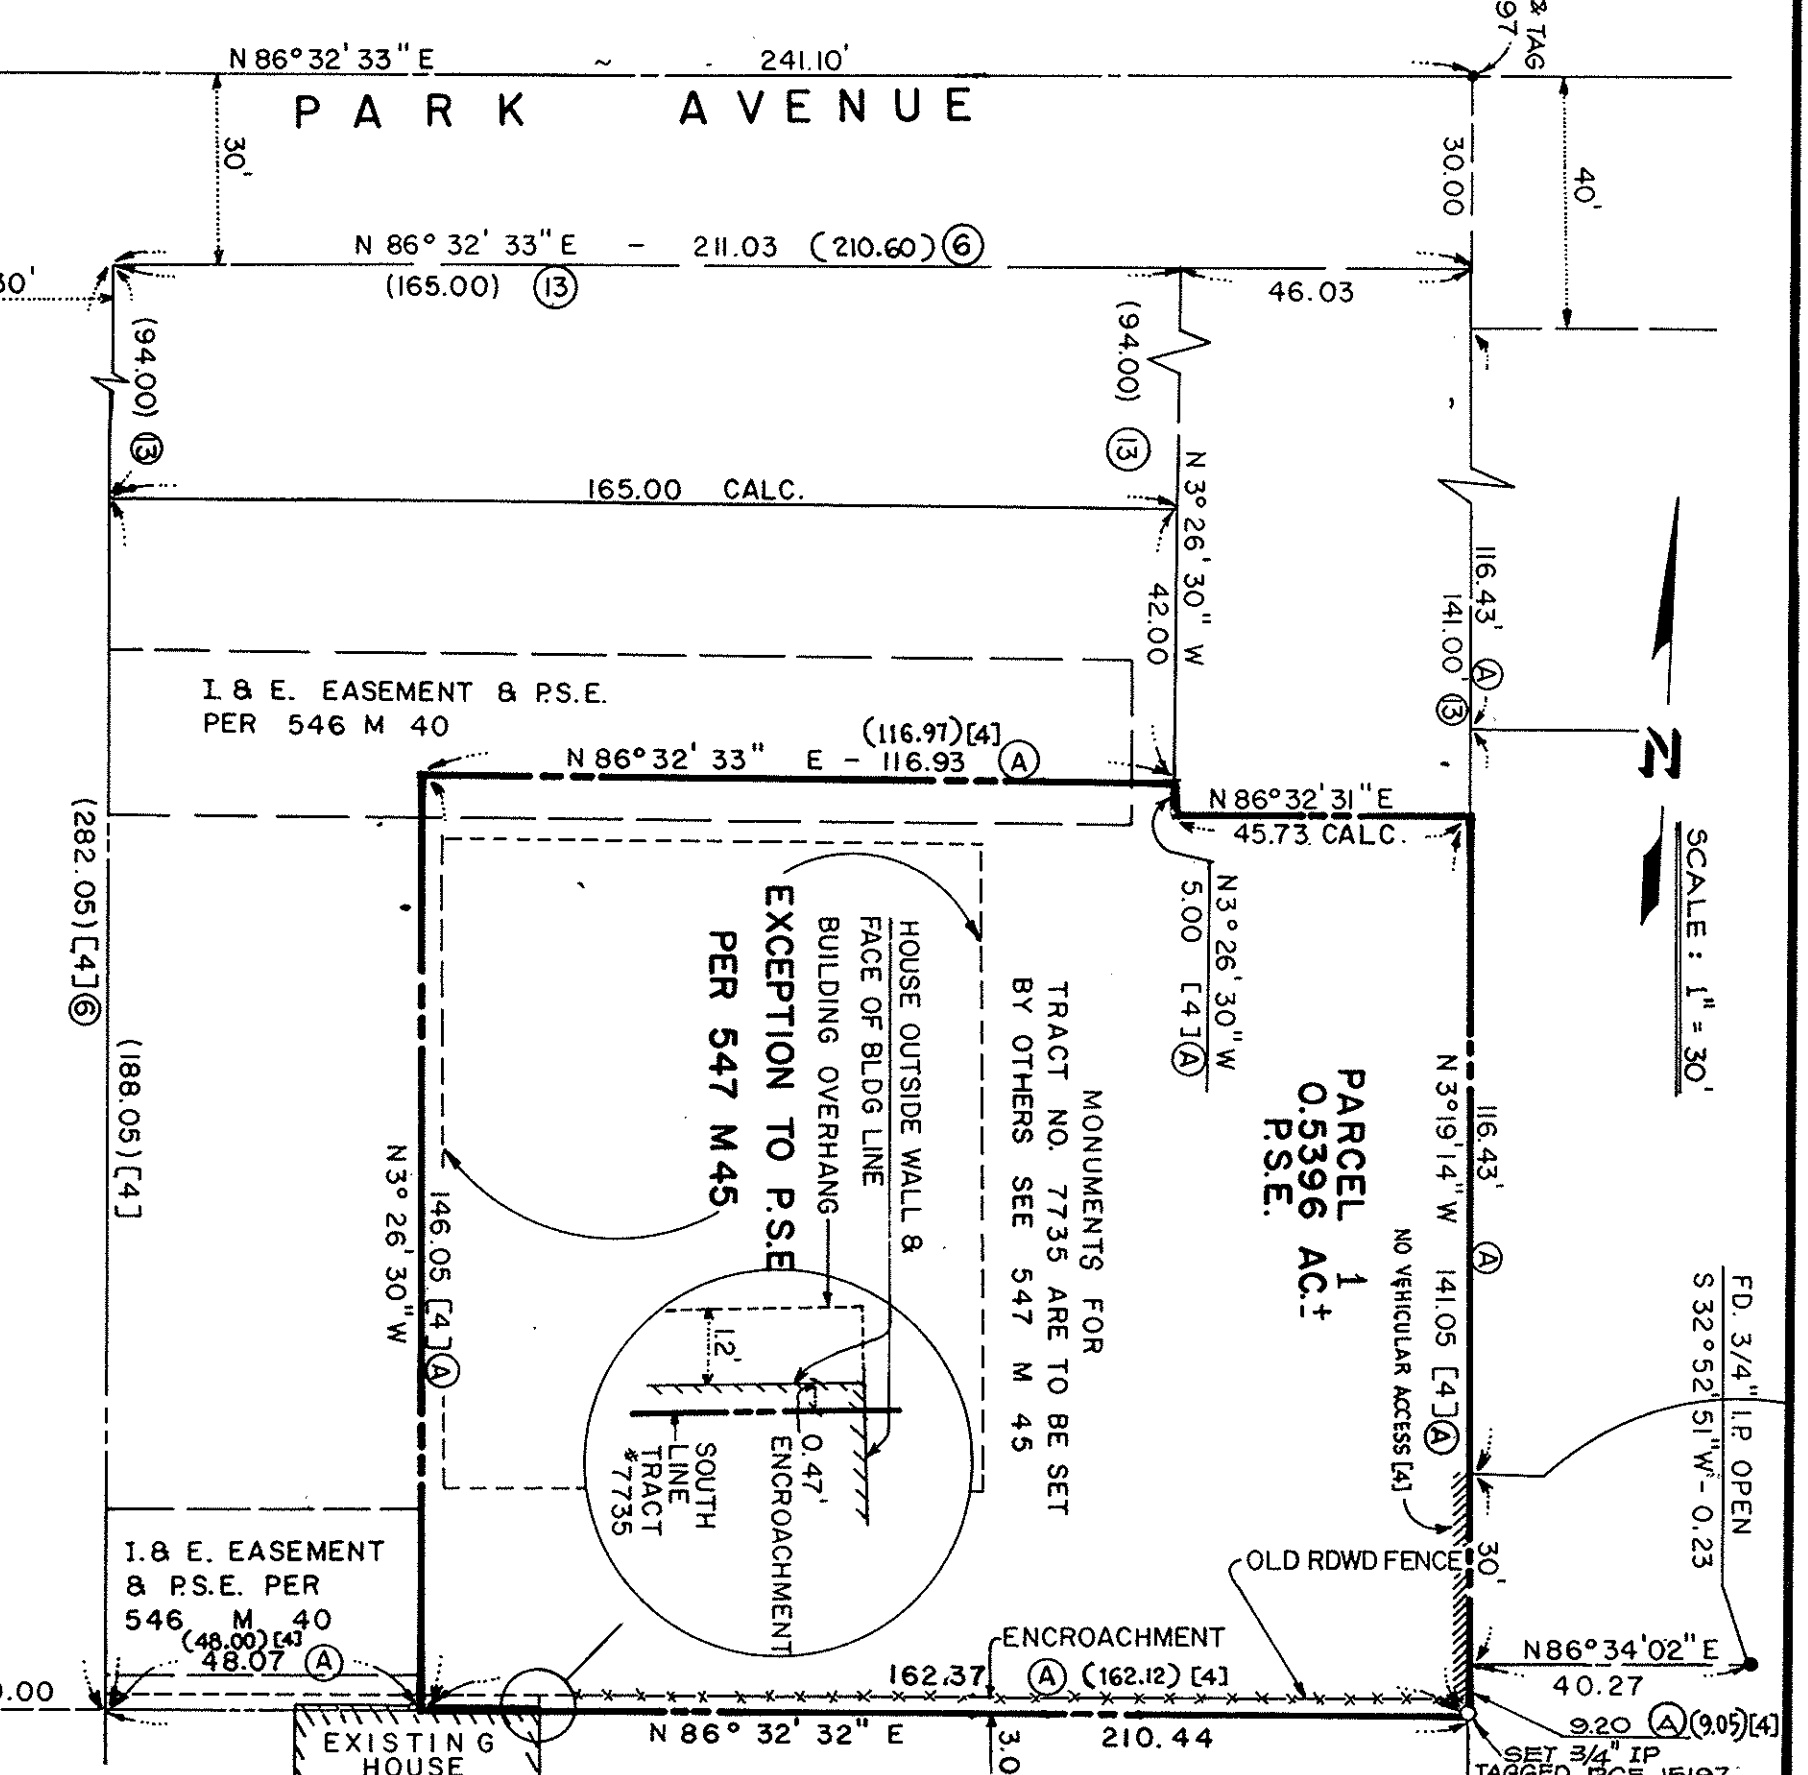 & TAG
97
N 86° 32' 33" E ~ - 241.10'
PARK AVENUE
30'
30.00
40'
N 86° 32' 33" E - 211.03 (210.60) 6
(165.00) 13
46.03
(94.00) 13
(94.00) 13
165.00 CALC.
N 3° 26' 30" W
42.00
116.43' A
141.00' 13
N
SCALE: 1" = 30'
I. & E. EASEMENT & P.S.E.
PER 546 M 40
(116.97) [4]
N 86° 32' 33" E - 116.93 A
N 86° 32' 31" E
45.73 CALC.
N 3° 26' 30" W
5.00 [4] A
(282.05) [4] 6
(188.05) [4]
HOUSE OUTSIDE WALL &
FACE OF BLDG LINE
BUILDING OVERHANG
EXCEPTION TO P.S.E
PER 547 M 45
MONUMENTS FOR
TRACT NO. 7735 ARE TO BE SET
BY OTHERS SEE 547 M 45
PARCEL 1
0.5396 AC.±
P.S.E.
116.43' A
N 3° 19' 14" W 141.05 [4] A
NO VEHICULAR ACCESS [4]
FD. 3/4" I.P. OPEN
S 32° 52' 51" W - 0.23
146.05 [4] A
N 3° 26' 30" W
12'
0.47'
ENCROACHMENT
SOUTH
LINE
TRACT
#7735
OLD RDWD FENCE
30'
I. & E. EASEMENT
& P.S.E. PER
546 M 40
(48.00) [4]
48.07 A
ENCROACHMENT
162.37 A (162.12) [4]
N 86° 34' 02" E
40.27
9.20 A (9.05) [4]
N 86° 32' 32" E 210.44
3.0
EXISTING
HOUSE
SET 3/4" IP
TAGGED RCE 15197